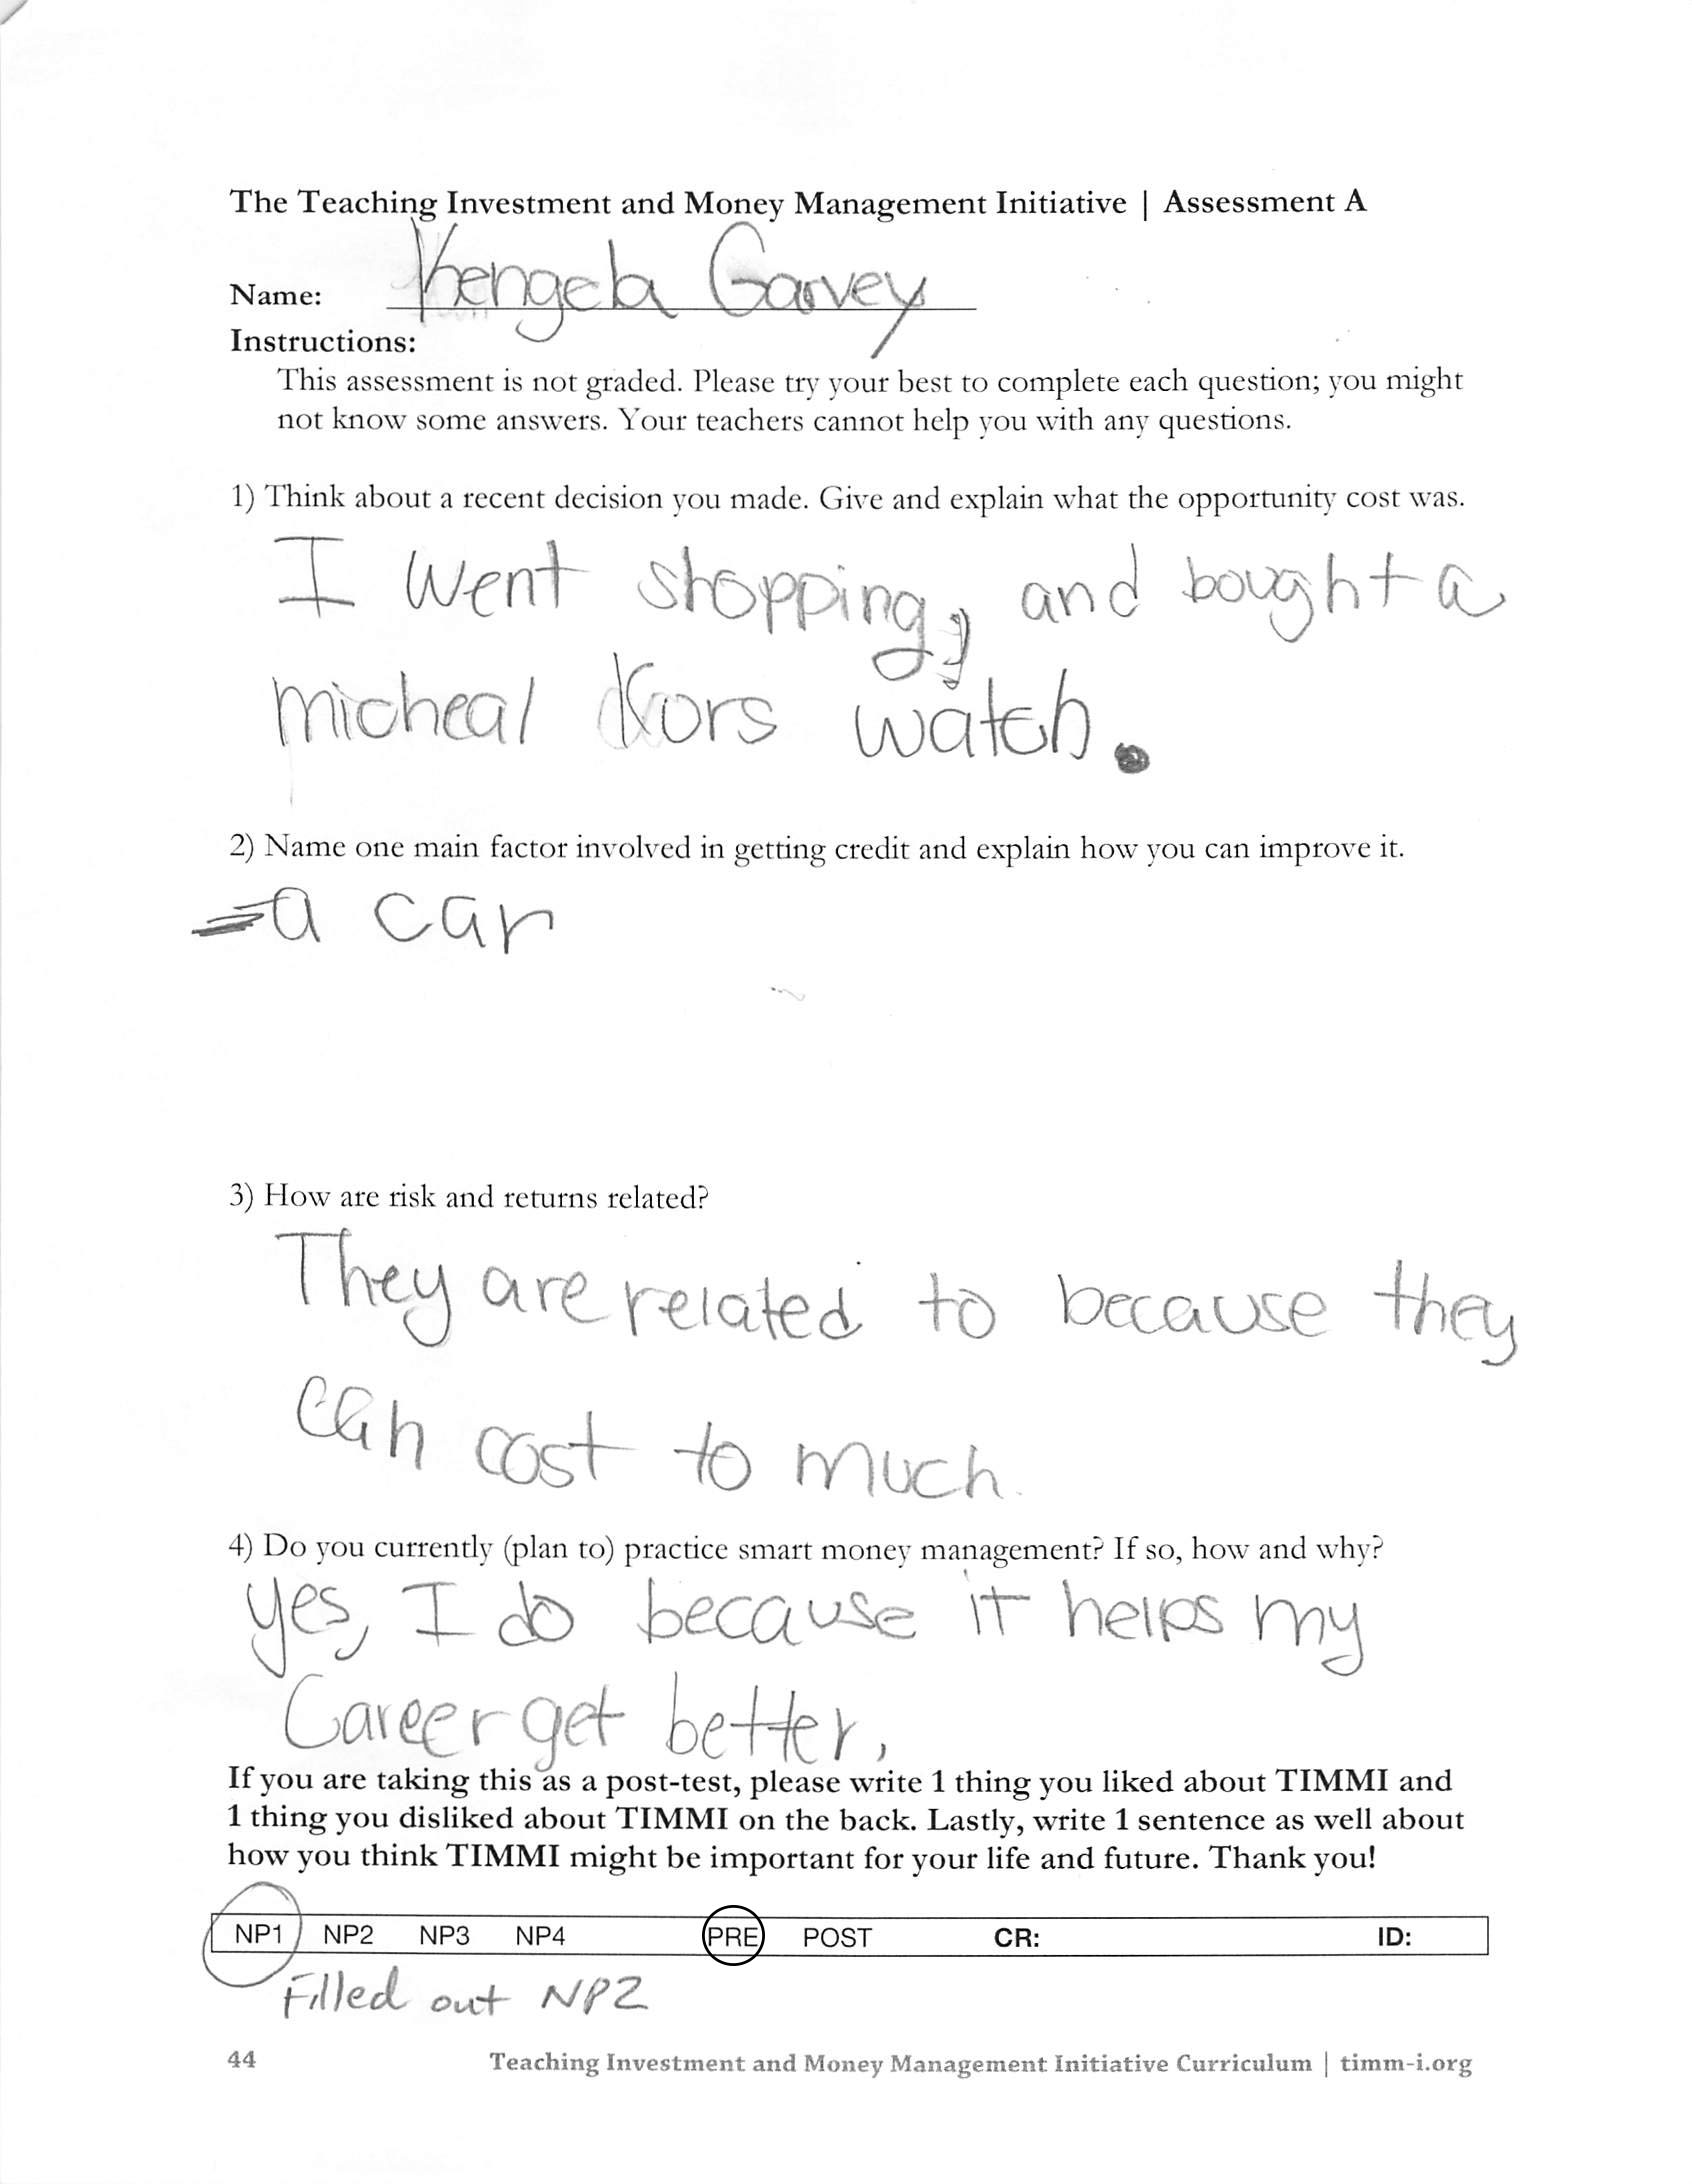 The Teaching Investment and Money Management Initiative | Assessment A
Name: Khengela Garvey
Instructions:
This assessment is not graded. Please try your best to complete each question; you might
not know some answers. Your teachers cannot help you with any questions.
1) Think about a recent decision you made. Give and explain what the opportunity cost was.
I went shopping, and bought a
micheal Kors watch.
2) Name one main factor involved in getting credit and explain how you can improve it.
a car
3) How are risk and returns related?
They are related to because they
can cost to much.
4) Do you currently (plan to) practice smart money management? If so, how and why?
yes, I do because it helps my
Career get better.
If you are taking this as a post-test, please write 1 thing you liked about TIMMI and
1 thing you disliked about TIMMI on the back. Lastly, write 1 sentence as well about
how you think TIMMI might be important for your life and future. Thank you!
NP1 NP2 NP3 NP4 PRE POST CR: ID:
Filled out NP2
44 Teaching Investment and Money Management Initiative Curriculum | timm-i.org